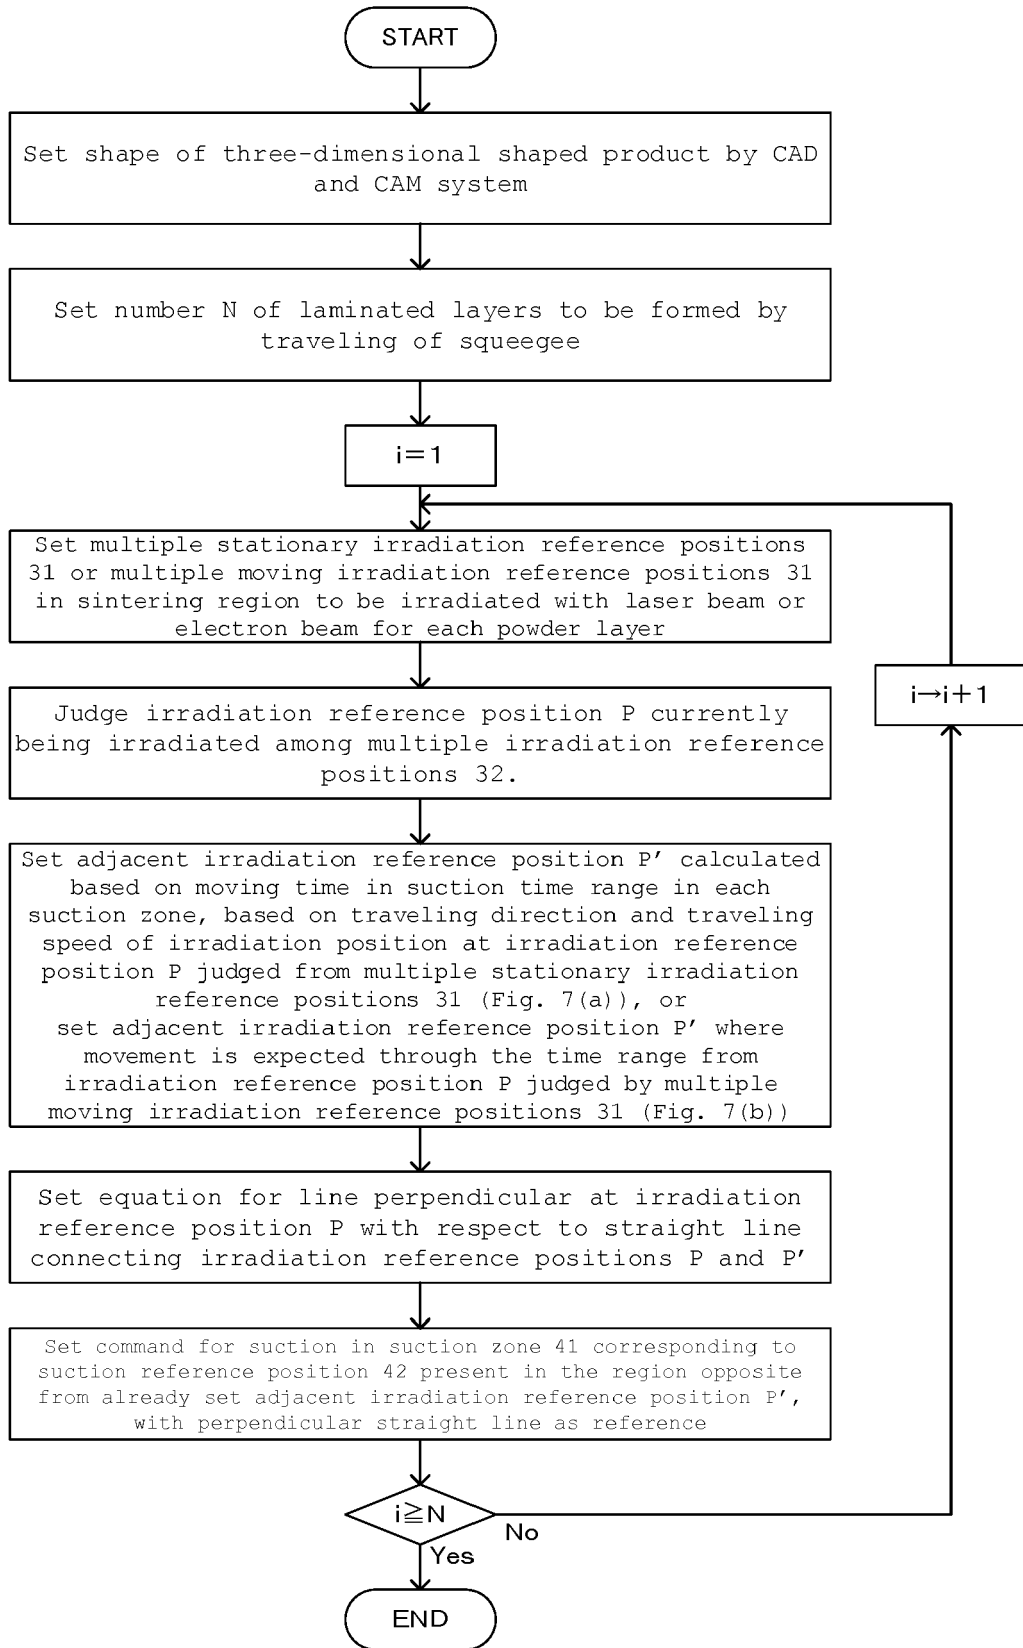 START
Set shape of three-dimensional shaped product by CAD
and CAM system
Set number N of laminated layers to be formed by
traveling of squeegee
i=1
Set multiple stationary irradiation reference positions
31 or multiple moving irradiation reference positions 31
in sintering region to be irradiated with laser beam or
electron beam for each powder layer
i→i+1
Judge irradiation reference position P currently
being irradiated among multiple irradiation reference
positions 32.
Set adjacent irradiation reference position P′ calculated
based on moving time in suction time range in each
suction zone, based on traveling direction and traveling
speed of irradiation position at irradiation reference
position P judged from multiple stationary irradiation
reference positions 31 (Fig. 7(a)), or
set adjacent irradiation reference position P′ where
movement is expected through the time range from
irradiation reference position P judged by multiple
moving irradiation reference positions 31 (Fig. 7(b))
Set equation for line perpendicular at irradiation
reference position P with respect to straight line
connecting irradiation reference positions P and P′
Set command for suction in suction zone 41 corresponding to
suction reference position 42 present in the region opposite
from already set adjacent irradiation reference position P′,
with perpendicular straight line as reference
i≧N
No
Yes
END